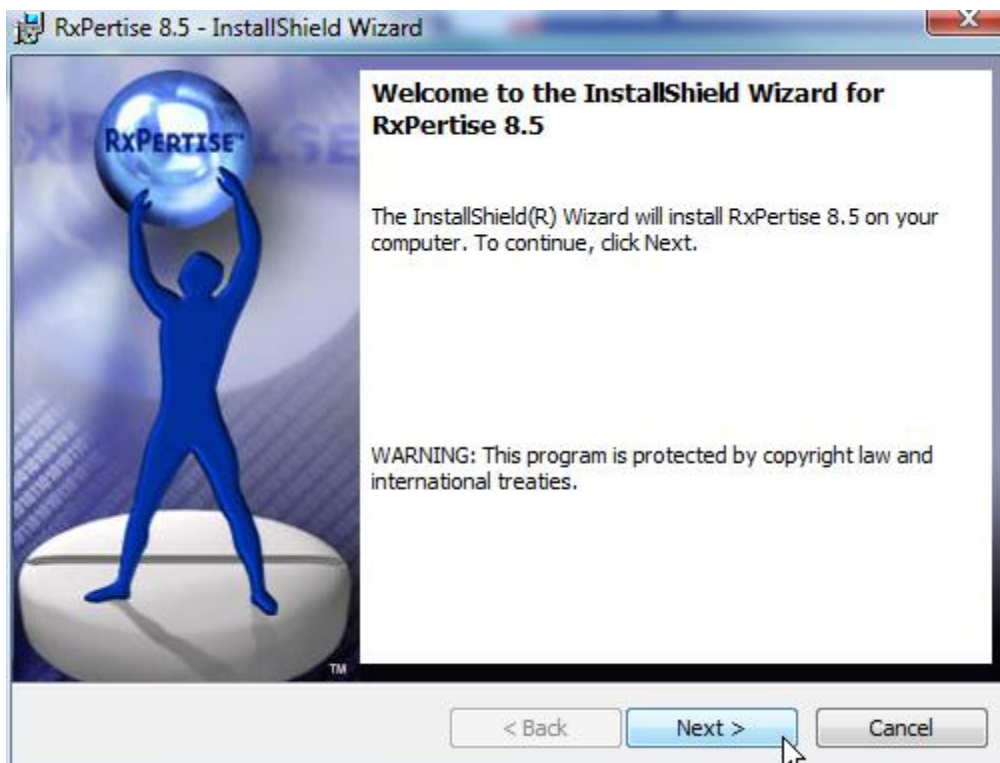 RxPertise 8.5 - InstallShield Wizard
RXPERTISE™
Welcome to the InstallShield Wizard for
RxPertise 8.5
The InstallShield(R) Wizard will install RxPertise 8.5 on your
computer. To continue, click Next.
WARNING: This program is protected by copyright law and
international treaties.
TM
< Back
Next >
Cancel